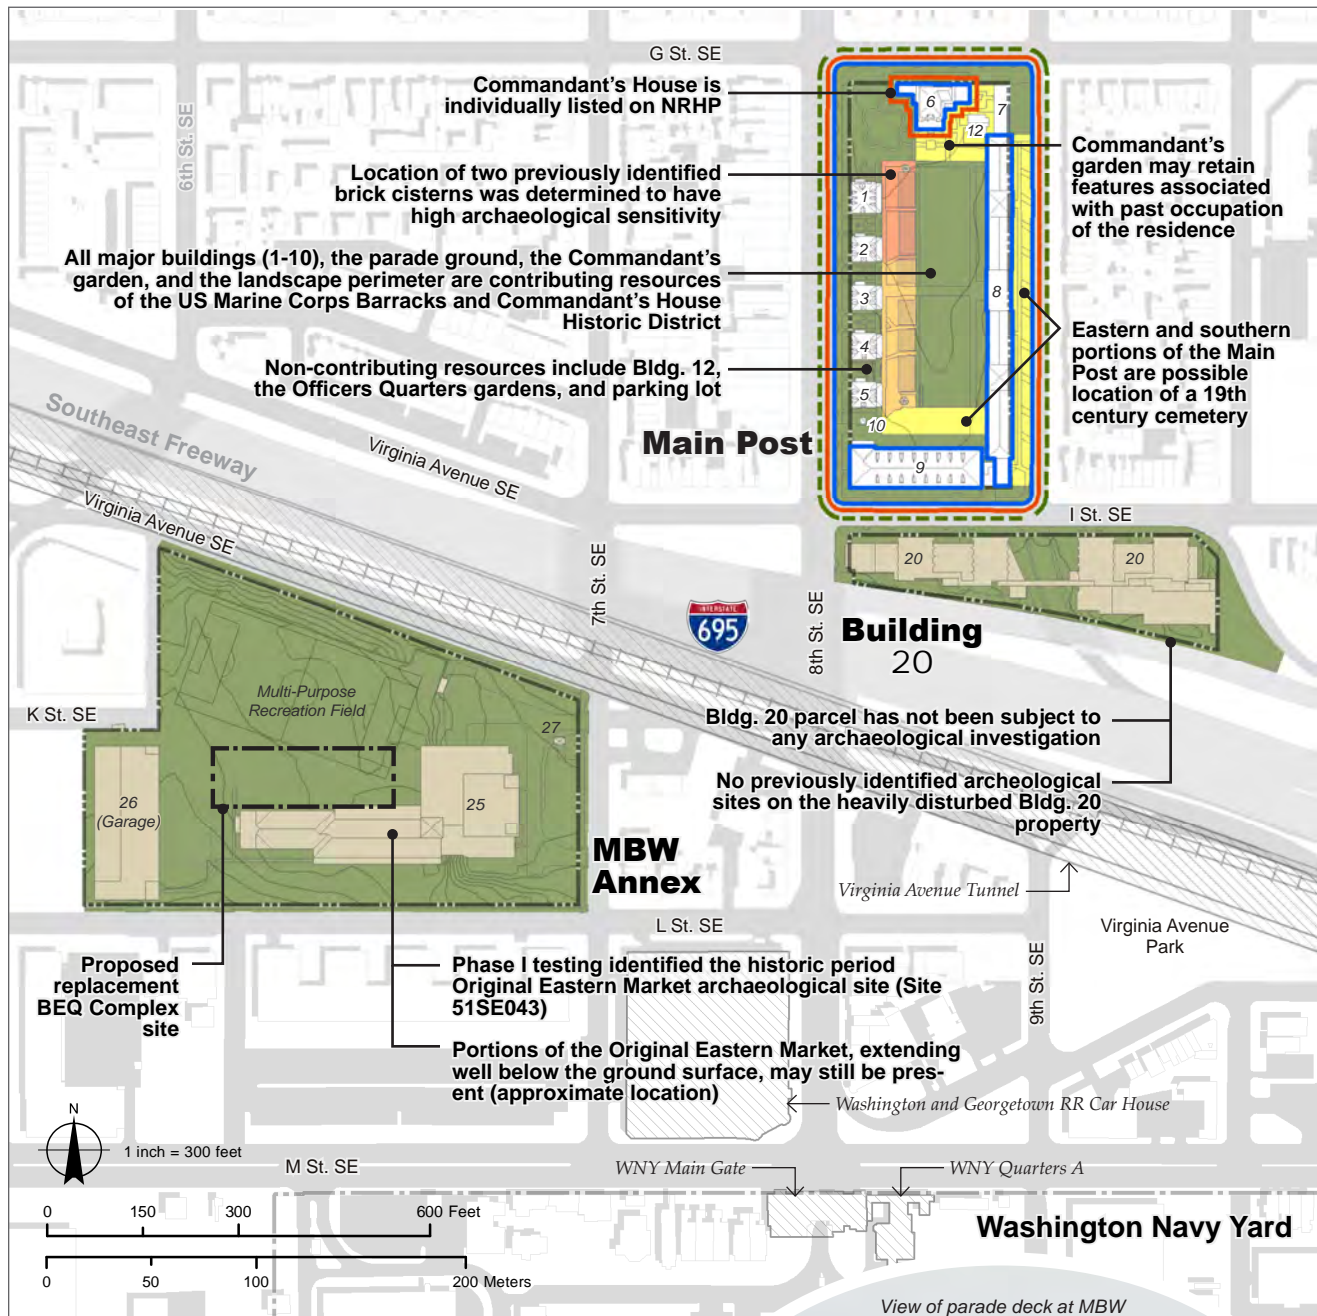 G St. SE
6th St. SE
Commandant's House is
individually listed on NRHP
Location of two previously identified
brick cisterns was determined to have
high archaeological sensitivity
All major buildings (1-10), the parade ground, the Commandant's
garden, and the landscape perimeter are contributing resources
of the US Marine Corps Barracks and Commandant's House
Historic District
Non-contributing resources include Bldg. 12,
the Officers Quarters gardens, and parking lot
6
7
12
1
2
3
4
5
8
10
9
Commandant's
garden may retain
features associated
with past occupation
of the residence
Eastern and southern
portions of the Main
Post are possible
location of a 19th
century cemetery
Main Post
Southeast Freeway
Virginia Avenue SE
Virginia Avenue SE
I St. SE
7th St. SE
8th St. SE
INTERSTATE
695
20
20
Building
20
Bldg. 20 parcel has not been subject to
any archaeological investigation
No previously identified archeological
sites on the heavily disturbed Bldg. 20
property
K St. SE
Multi-Purpose
Recreation Field
27
26
(Garage)
25
MBW
Annex
Virginia Avenue Tunnel
Virginia Avenue
Park
L St. SE
9th St. SE
Proposed
replacement
BEQ Complex
site
Phase I testing identified the historic period
Original Eastern Market archaeological site (Site
51SE043)
Portions of the Original Eastern Market, extending
well below the ground surface, may still be pres-
ent (approximate location)
Washington and Georgetown RR Car House
N
1 inch = 300 feet
M St. SE
WNY Main Gate
WNY Quarters A
Washington Navy Yard
0 150 300 600 Feet
0 50 100 200 Meters
View of parade deck at MBW